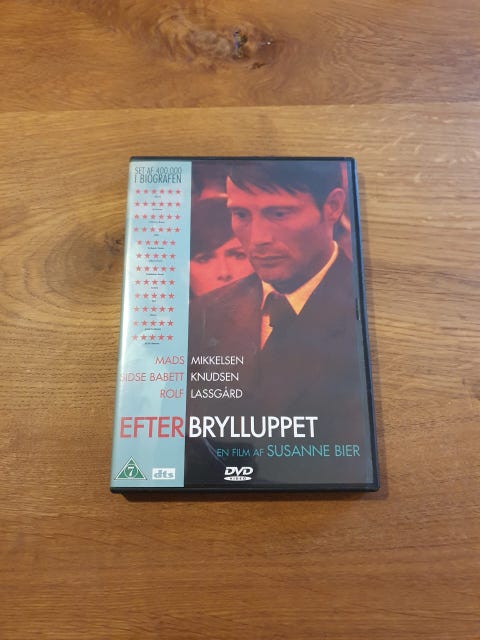 SET AF 400.000
I BIOGRAFEN
MADS MIKKELSEN
SIDSE BABETT KNUDSEN
ROLF LASSGÅRD
EFTER BRYLLUPPET
EN FILM AF SUSANNE BIER
7
dts
DVD
VIDEO